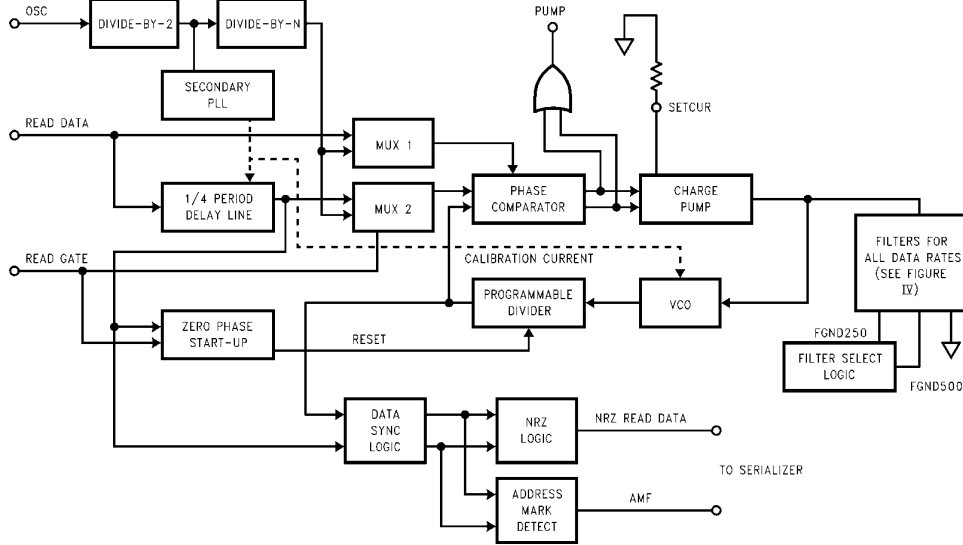 OSC
DIVIDE-BY-2
DIVIDE-BY-N
PUMP
SECONDARY
PLL
SETCUR
READ DATA
MUX 1
1/4 PERIOD
DELAY LINE
MUX 2
PHASE
COMPARATOR
CHARGE
PUMP
FILTERS FOR
ALL DATA RATES
(SEE FIGURE
IV)
READ GATE
CALIBRATION CURRENT
PROGRAMMABLE
DIVIDER
VCO
ZERO PHASE
START-UP
RESET
FGND250
FILTER SELECT
LOGIC
FGND500
DATA
SYNC
LOGIC
NRZ
LOGIC
NRZ READ DATA
TO SERIALIZER
ADDRESS
MARK
DETECT
AMF